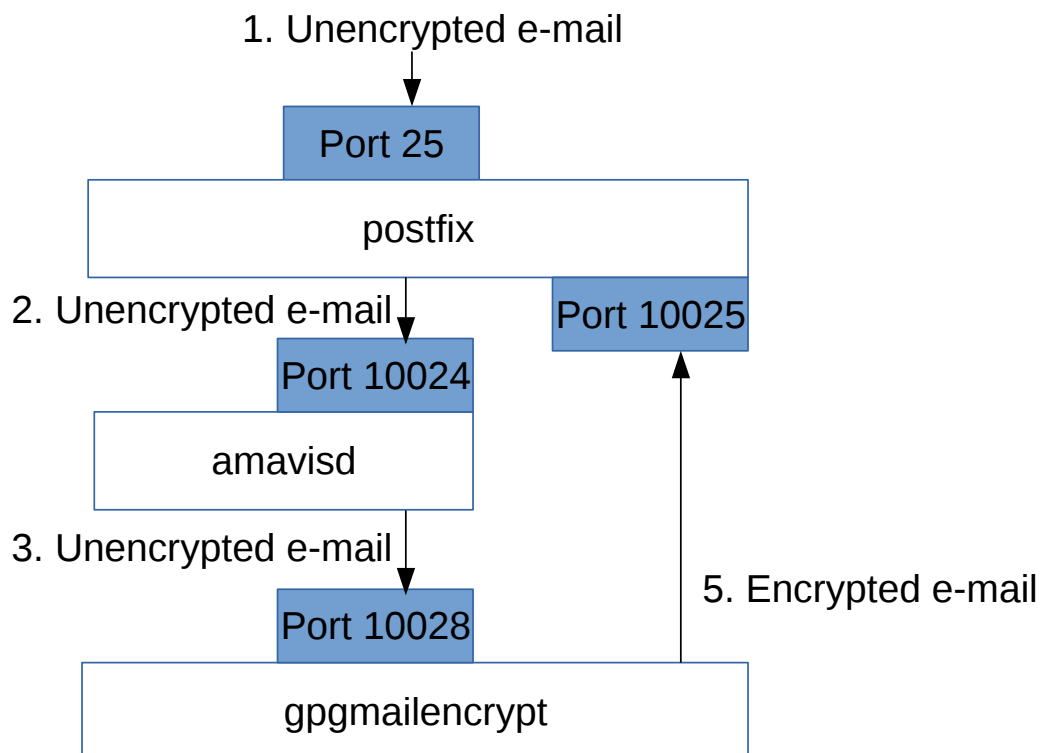 1. Unencrypted e-mail
Port 25
postfix
2. Unencrypted e-mail
Port 10025
Port 10024
amavisd
3. Unencrypted e-mail
5. Encrypted e-mail
Port 10028
gpgmailencrypt